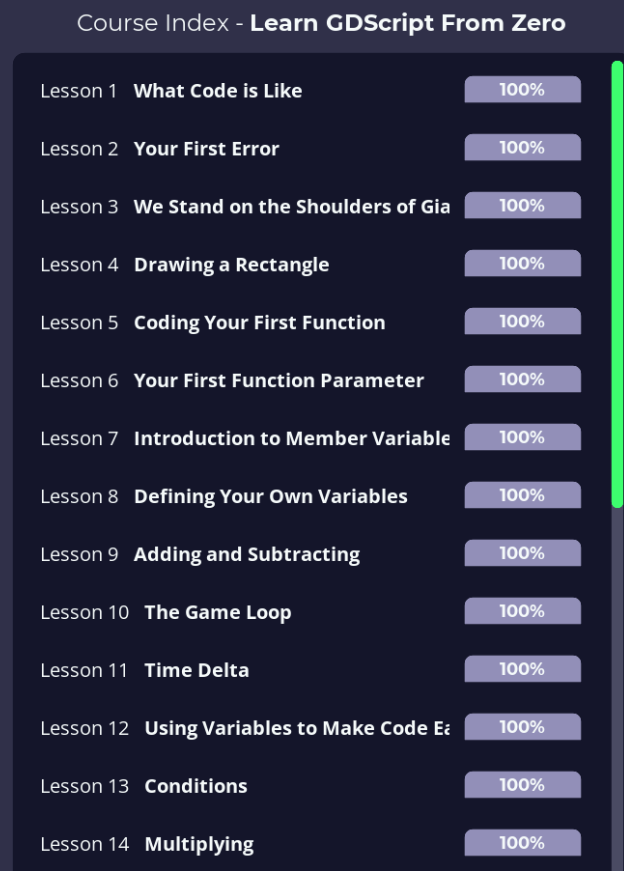 Course Index - Learn GDScript From Zero
Lesson 1 What Code is Like 100%
Lesson 2 Your First Error 100%
Lesson 3 We Stand on the Shoulders of Gia 100%
Lesson 4 Drawing a Rectangle 100%
Lesson 5 Coding Your First Function 100%
Lesson 6 Your First Function Parameter 100%
Lesson 7 Introduction to Member Variable 100%
Lesson 8 Defining Your Own Variables 100%
Lesson 9 Adding and Subtracting 100%
Lesson 10 The Game Loop 100%
Lesson 11 Time Delta 100%
Lesson 12 Using Variables to Make Code Ea 100%
Lesson 13 Conditions 100%
Lesson 14 Multiplying 100%